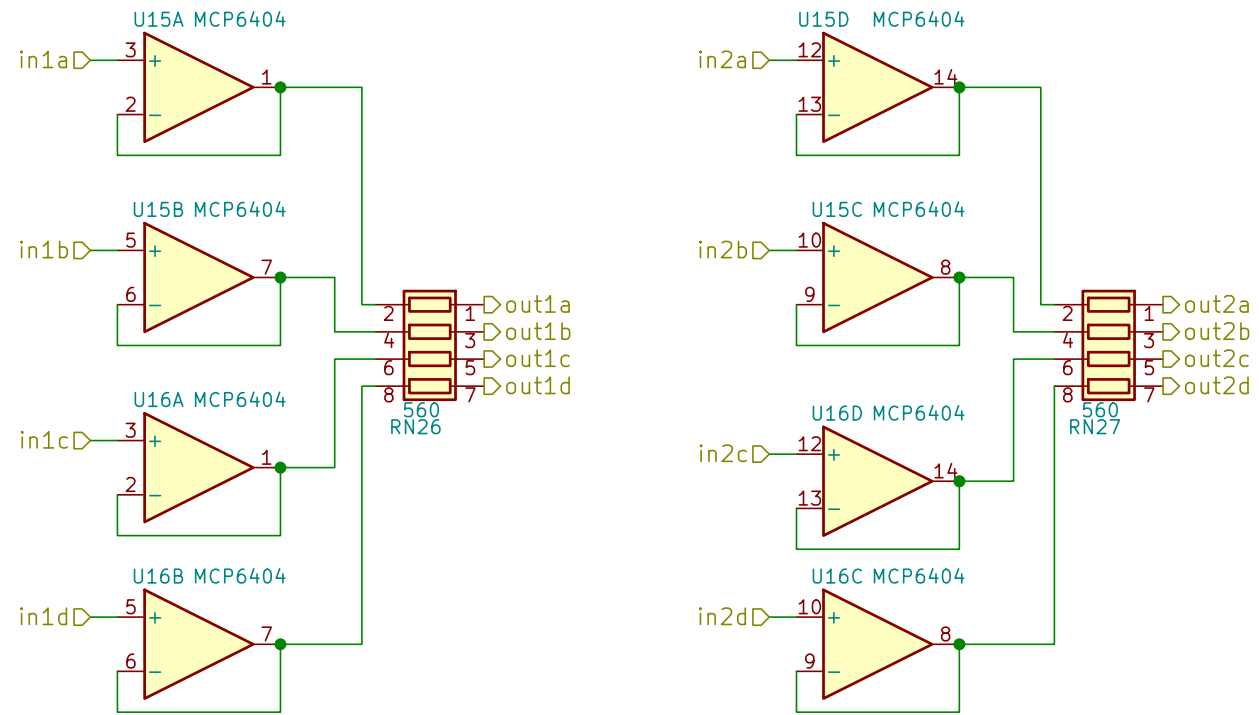 U15A MCP6404
in1a
3
+
1
2
−
U15B MCP6404
in1b
5
+
7
6
−
U16A MCP6404
in1c
3
+
1
2
−
U16B MCP6404
in1d
5
+
7
6
−
2 1 out1a
4 3 out1b
6 5 out1c
8 7 out1d
560
RN26
U15D MCP6404
in2a
12
+
14
13
−
U15C MCP6404
in2b
10
+
8
9
−
U16D MCP6404
in2c
12
+
14
13
−
U16C MCP6404
in2d
10
+
8
9
−
2 1 out2a
4 3 out2b
6 5 out2c
8 7 out2d
560
RN27